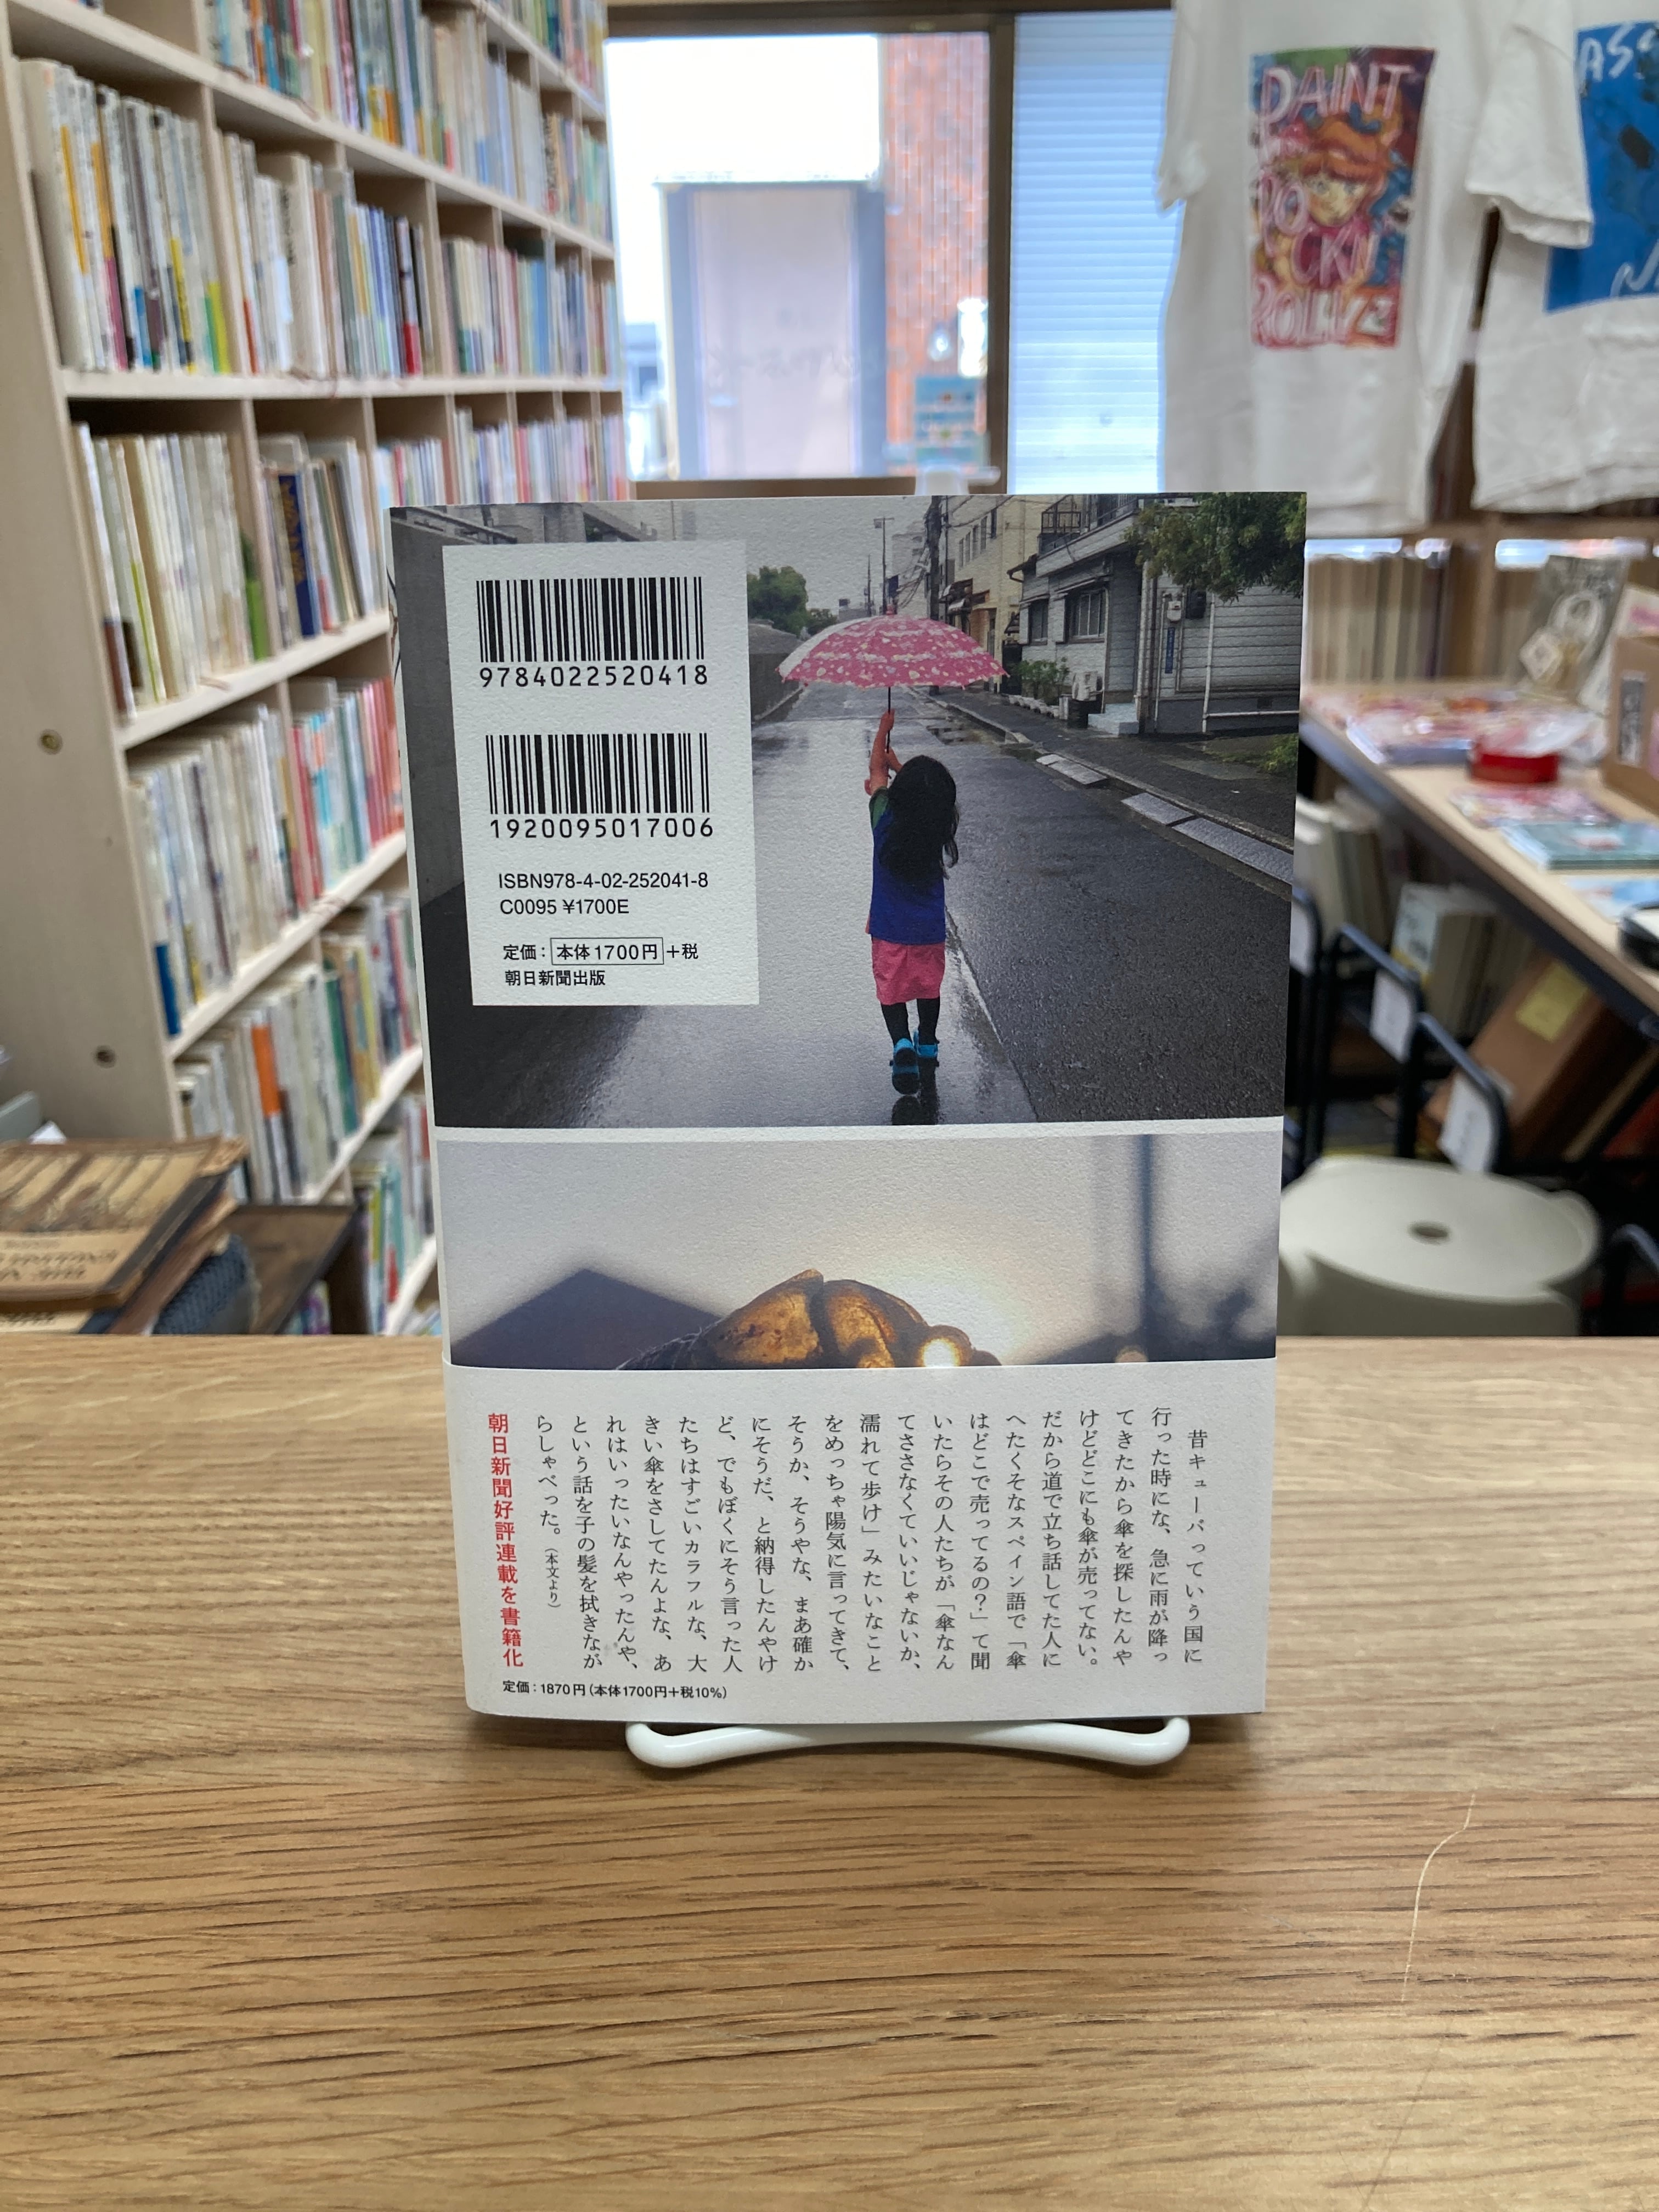 PAINT
ROCK
ROLL
9784022520418
1920095017006
ISBN978-4-02-252041-8
C0095 ¥1700E
定価：本体1700円＋税
朝日新聞出版
昔キューバっていう国に
行った時にな、急に雨が降っ
てきたから傘を探したんや
けどどこにも傘が売ってない。
だから道で立ち話してた人に
へたくそなスペイン語で「傘
はどこで売ってるの？」て聞
いたらその人たちが「傘なん
てささなくていいじゃないか、
濡れて歩け」みたいなこと
をめっちゃ陽気に言ってきて、
そうか、そうやな、まあ確か
にそうだ、と納得したんやけ
ど、でもぼくにそう言った人
たちはすごいカラフルな、大
きい傘をさしてたんよな、あ
れはいったいなんやったんや、
という話を子の髪を拭きなが
らしゃべった。（本文より）
朝日新聞好評連載を書籍化
定価：1870円（本体1700円＋税10％）